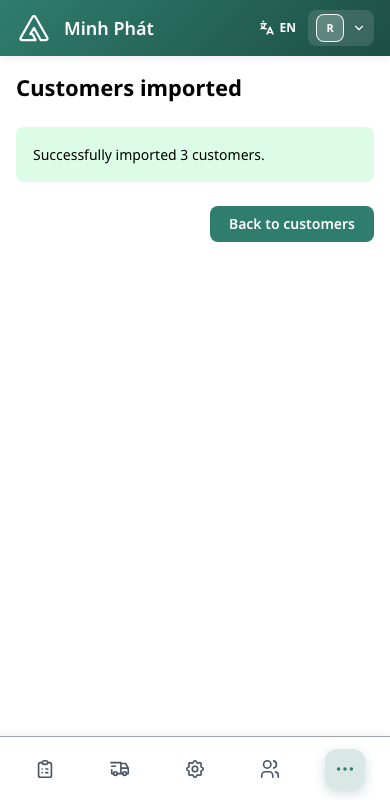 Minh Phát
EN
R
Customers imported
Successfully imported 3 customers.
Back to customers